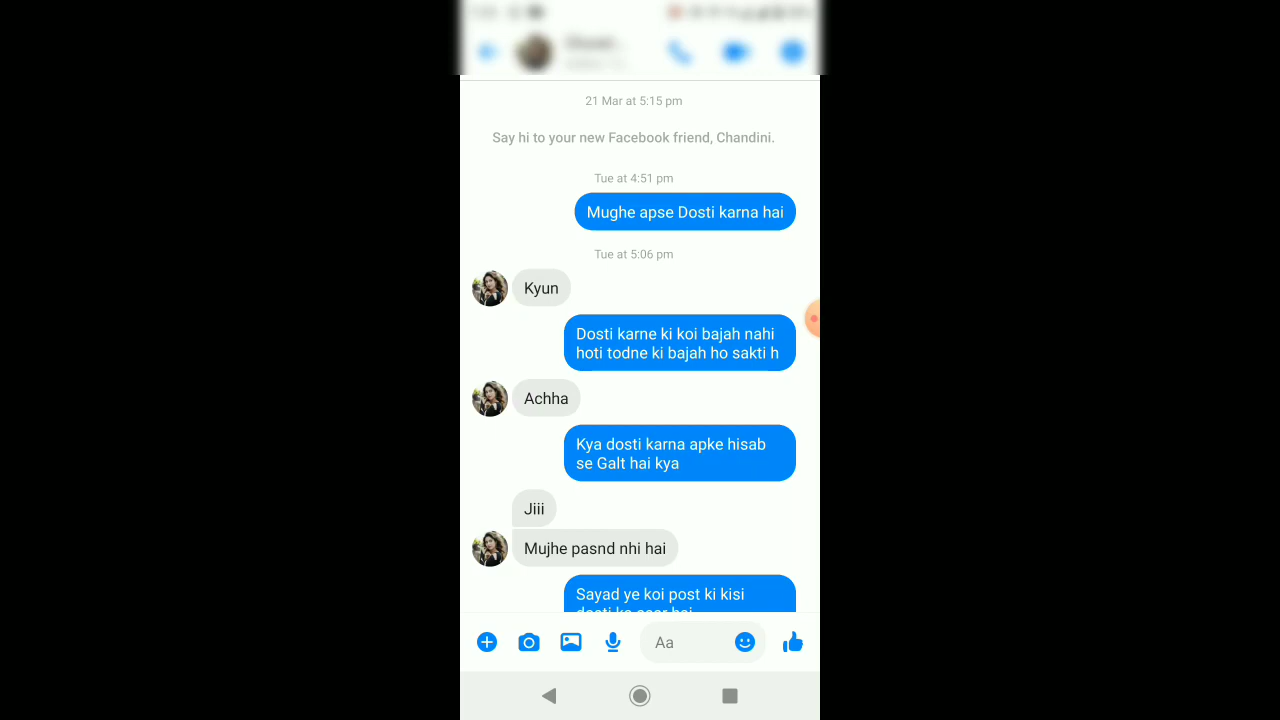 21 Mar at 5:15 pm
Say hi to your new Facebook friend, Chandini.
Tue at 4:51 pm
Mughe apse Dosti karna hai
Tue at 5:06 pm
Kyun
Dosti karne ki koi bajah nahi
hoti todne ki bajah ho sakti h
Achha
Kya dosti karna apke hisab
se Galt hai kya
Jiii
Mujhe pasnd nhi hai
Sayad ye koi post ki kisi
Aa